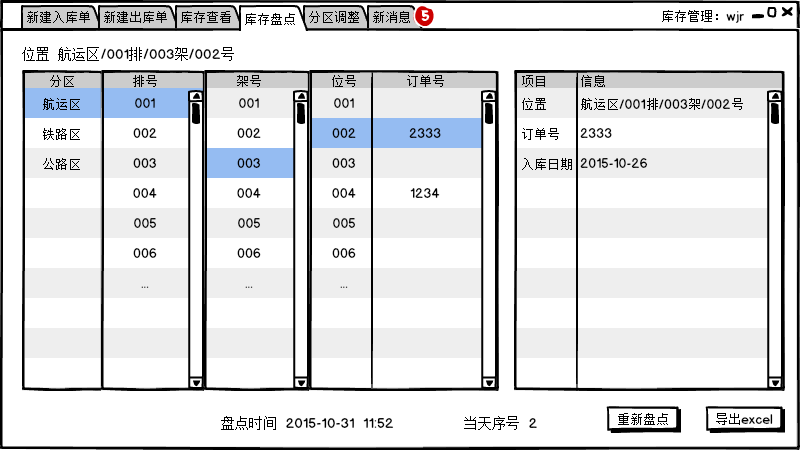 新建入库单 新建出库单 库存查看 库存盘点 分区调整 新消息 5 库存管理：wjr
位置 航运区/001排/003架/002号
分区 排号 架号 位号 订单号 项目 信息
航运区 001 001 001 位置 航运区/001排/003架/002号
铁路区 002 002 002 2333 订单号 2333
公路区 003 003 003 入库日期 2015-10-26
004 004 004 1234
005 005 005
006 006 006
... ... ...
盘点时间 2015-10-31 11:52 当天序号 2 重新盘点 导出excel